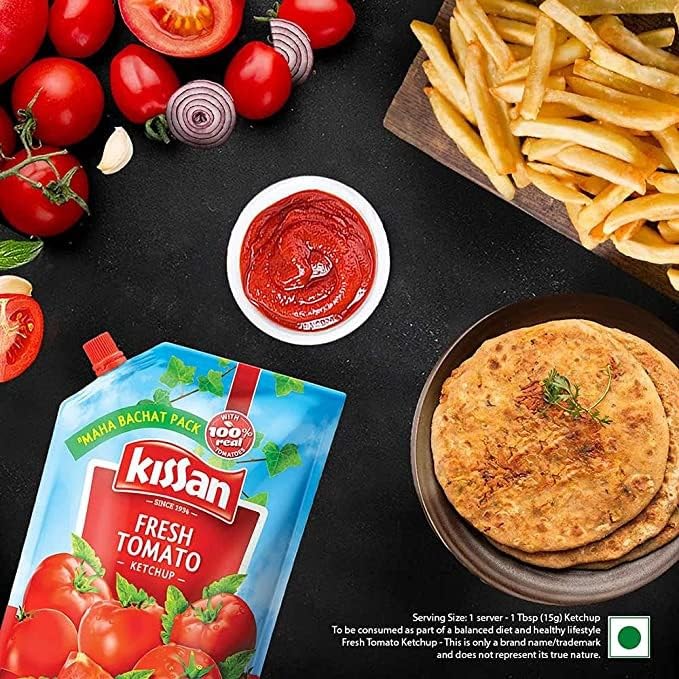 "MAHA BACHAT PACK
WITH
100%
real
TOMATOES
Kissan
SINCE 1934
FRESH
TOMATO
KETCHUP
Serving Size: 1 server - 1 Tbsp (15g) Ketchup
To be consumed as part of a balanced diet and healthy lifestyle
Fresh Tomato Ketchup - This is only a brand name/trademark
and does not represent its true nature.